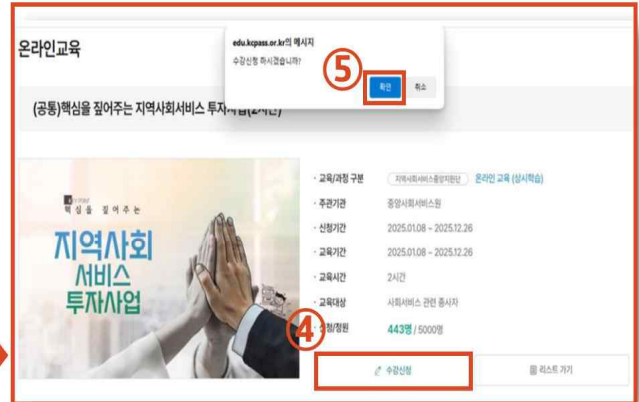 온라인교육
edu.kcpass.or.kr의 메시지
수강신청 하시겠습니까?
⑤
확인
취소
(공통)핵심을 짚어주는 지역사회서비스 투자사업(2시간)
핵심을 짚어주는
지역사회
서비스
투자사업
· 교육/과정 구분
지역사회서비스중앙지원단
온라인 교육 (상시학습)
· 주관기관
중앙사회서비스원
· 신청기간
2025.01.08 ~ 2025.12.26
· 교육기간
2025.01.08 ~ 2025.12.26
· 교육시간
2시간
· 교육대상
사회서비스 관련 종사자
④
· 신청/정원
443명 / 5000명
수강신청
리스트 가기